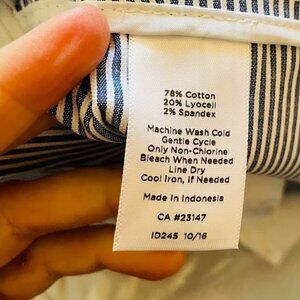 78% Cotton
20% Lyocell
2% Spandex
Machine Wash Cold
Gentle Cycle
Only Non-Chlorine
Bleach When Needed
Line Dry
Cool Iron, If Needed
Made in Indonesia
CA #23147
ID245 10/16